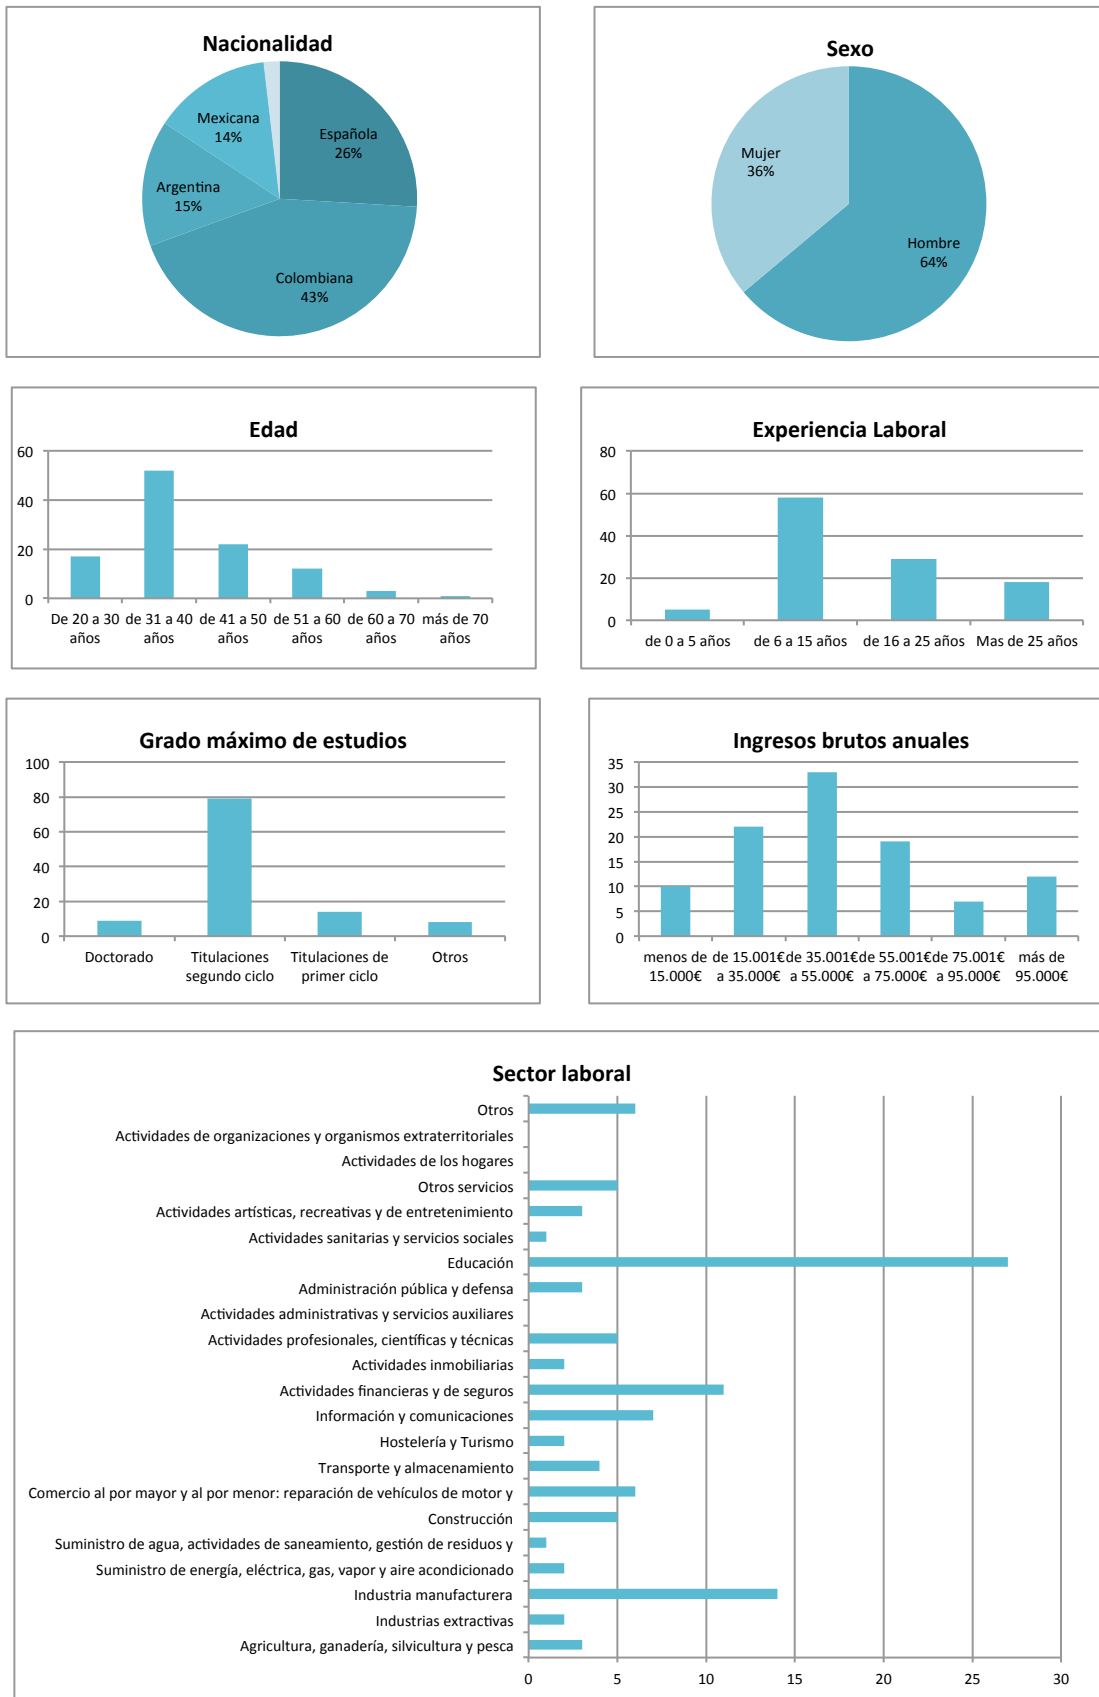 Nacionalidad
Mexicana
14%
Española
26%
Argentina
15%
Colombiana
43%
Sexo
Mujer
36%
Hombre
64%
Edad
60
40
20
0
De 20 a 30 años
de 31 a 40 años
de 41 a 50 años
de 51 a 60 años
de 60 a 70 años
más de 70 años
Experiencia Laboral
80
60
40
20
0
de 0 a 5 años
de 6 a 15 años
de 16 a 25 años
Mas de 25 años
Grado máximo de estudios
100
80
60
40
20
0
Doctorado
Titulaciones segundo ciclo
Titulaciones de primer ciclo
Otros
Ingresos brutos anuales
35
30
25
20
15
10
5
0
menos de 15.000€
de 15.001€ a 35.000€
de 35.001€ a 55.000€
de 55.001€ a 75.000€
de 75.001€ a 95.000€
más de 95.000€
Sector laboral
Otros
Actividades de organizaciones y organismos extraterritoriales
Actividades de los hogares
Otros servicios
Actividades artísticas, recreativas y de entretenimiento
Actividades sanitarias y servicios sociales
Educación
Administración pública y defensa
Actividades administrativas y servicios auxiliares
Actividades profesionales, científicas y técnicas
Actividades inmobiliarias
Actividades financieras y de seguros
Información y comunicaciones
Hostelería y Turismo
Transporte y almacenamiento
Comercio al por mayor y al por menor: reparación de vehículos de motor y
Construcción
Suministro de agua, actividades de saneamiento, gestión de residuos y
Suministro de energía, eléctrica, gas, vapor y aire acondicionado
Industria manufacturera
Industrias extractivas
Agricultura, ganadería, silvicultura y pesca
0 5 10 15 20 25 30